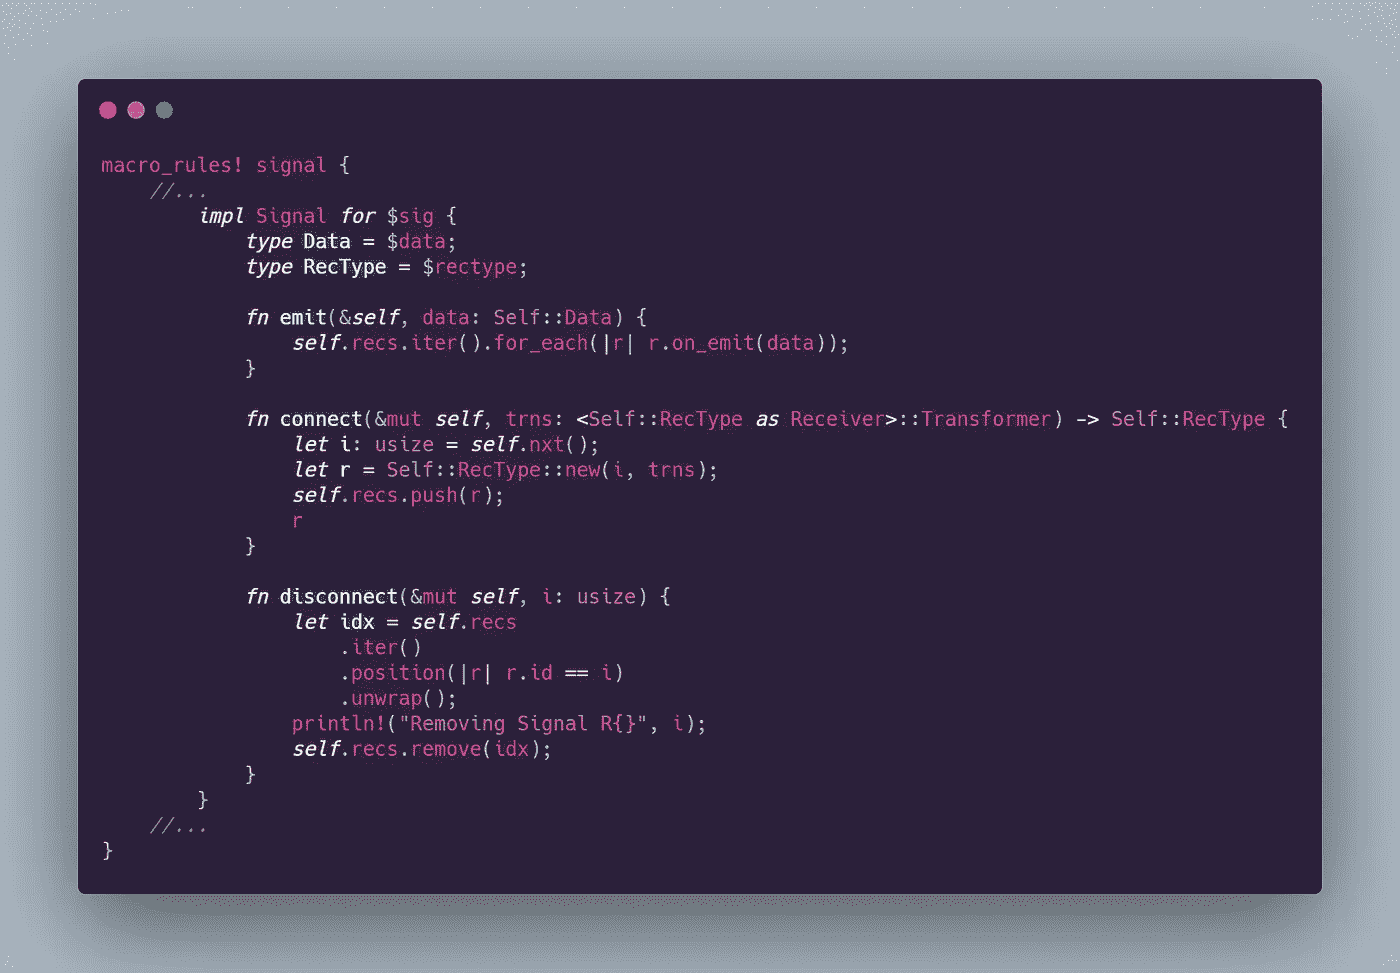 macro_rules! signal {
    //...
        impl Signal for $sig {
            type Data = $data;
            type RecType = $rectype;

            fn emit(&self, data: Self::Data) {
                self.recs.iter().for_each(|r| r.on_emit(data));
            }

            fn connect(&mut self, trns: <Self::RecType as Receiver>::Transformer) -> Self::RecType {
                let i: usize = self.nxt();
                let r = Self::RecType::new(i, trns);
                self.recs.push(r);
                r
            }

            fn disconnect(&mut self, i: usize) {
                let idx = self.recs
                    .iter()
                    .position(|r| r.id == i)
                    .unwrap();
                println!("Removing Signal R{}", i);
                self.recs.remove(idx);
            }
        }
    //...
}